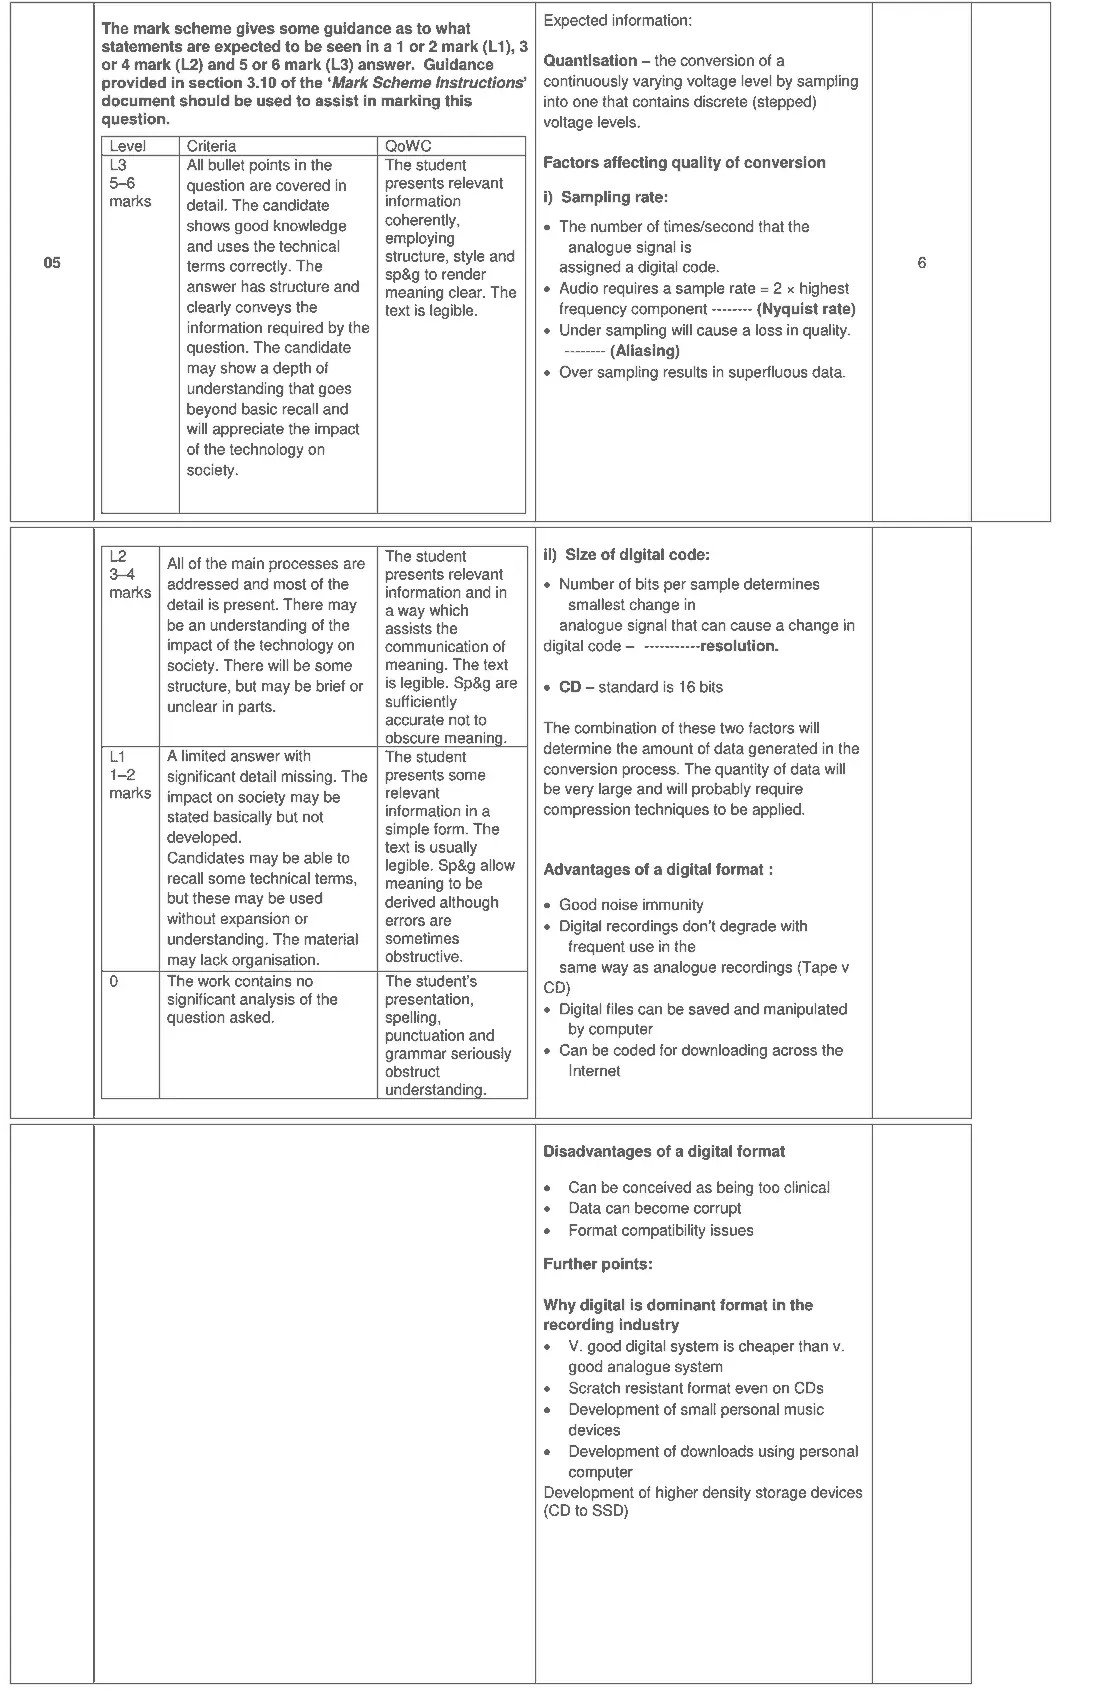 05
The mark scheme gives some guidance as to what
statements are expected to be seen in a 1 or 2 mark (L1), 3
or 4 mark (L2) and 5 or 6 mark (L3) answer. Guidance
provided in section 3.10 of the ‘Mark Scheme Instructions’
document should be used to assist in marking this
question.
Level
Criteria
QoWC
L3
5–6
marks
All bullet points in the
question are covered in
detail. The candidate
shows good knowledge
and uses the technical
terms correctly. The
answer has structure and
clearly conveys the
information required by the
question. The candidate
may show a depth of
understanding that goes
beyond basic recall and
will appreciate the impact
of the technology on
society.
The student
presents relevant
information
coherently,
employing
structure, style and
sp&g to render
meaning clear. The
text is legible.
Expected information:
Quantisation – the conversion of a
continuously varying voltage level by sampling
into one that contains discrete (stepped)
voltage levels.
Factors affecting quality of conversion
i) Sampling rate:
• The number of times/second that the
analogue signal is
assigned a digital code.
• Audio requires a sample rate = 2 × highest
frequency component -------- (Nyquist rate)
• Under sampling will cause a loss in quality.
-------- (Aliasing)
• Over sampling results in superfluous data.
6
L2
3–4
marks
All of the main processes are
addressed and most of the
detail is present. There may
be an understanding of the
impact of the technology on
society. There will be some
structure, but may be brief or
unclear in parts.
The student
presents relevant
information and in
a way which
assists the
communication of
meaning. The text
is legible. Sp&g are
sufficiently
accurate not to
obscure meaning.
L1
1–2
marks
A limited answer with
significant detail missing. The
impact on society may be
stated basically but not
developed.
Candidates may be able to
recall some technical terms,
but these may be used
without expansion or
understanding. The material
may lack organisation.
The student
presents some
relevant
information in a
simple form. The
text is usually
legible. Sp&g allow
meaning to be
derived although
errors are
sometimes
obstructive.
0
The work contains no
significant analysis of the
question asked.
The student’s
presentation,
spelling,
punctuation and
grammar seriously
obstruct
understanding.
ii) Size of digital code:
• Number of bits per sample determines
smallest change in
analogue signal that can cause a change in
digital code – -----------resolution.
• CD – standard is 16 bits
The combination of these two factors will
determine the amount of data generated in the
conversion process. The quantity of data will
be very large and will probably require
compression techniques to be applied.
Advantages of a digital format :
• Good noise immunity
• Digital recordings don’t degrade with
frequent use in the
same way as analogue recordings (Tape v
CD)
• Digital files can be saved and manipulated
by computer
• Can be coded for downloading across the
Internet
Disadvantages of a digital format
• Can be conceived as being too clinical
• Data can become corrupt
• Format compatibility issues
Further points:
Why digital is dominant format in the
recording industry
• V. good digital system is cheaper than v.
good analogue system
• Scratch resistant format even on CDs
• Development of small personal music
devices
• Development of downloads using personal
computer
Development of higher density storage devices
(CD to SSD)